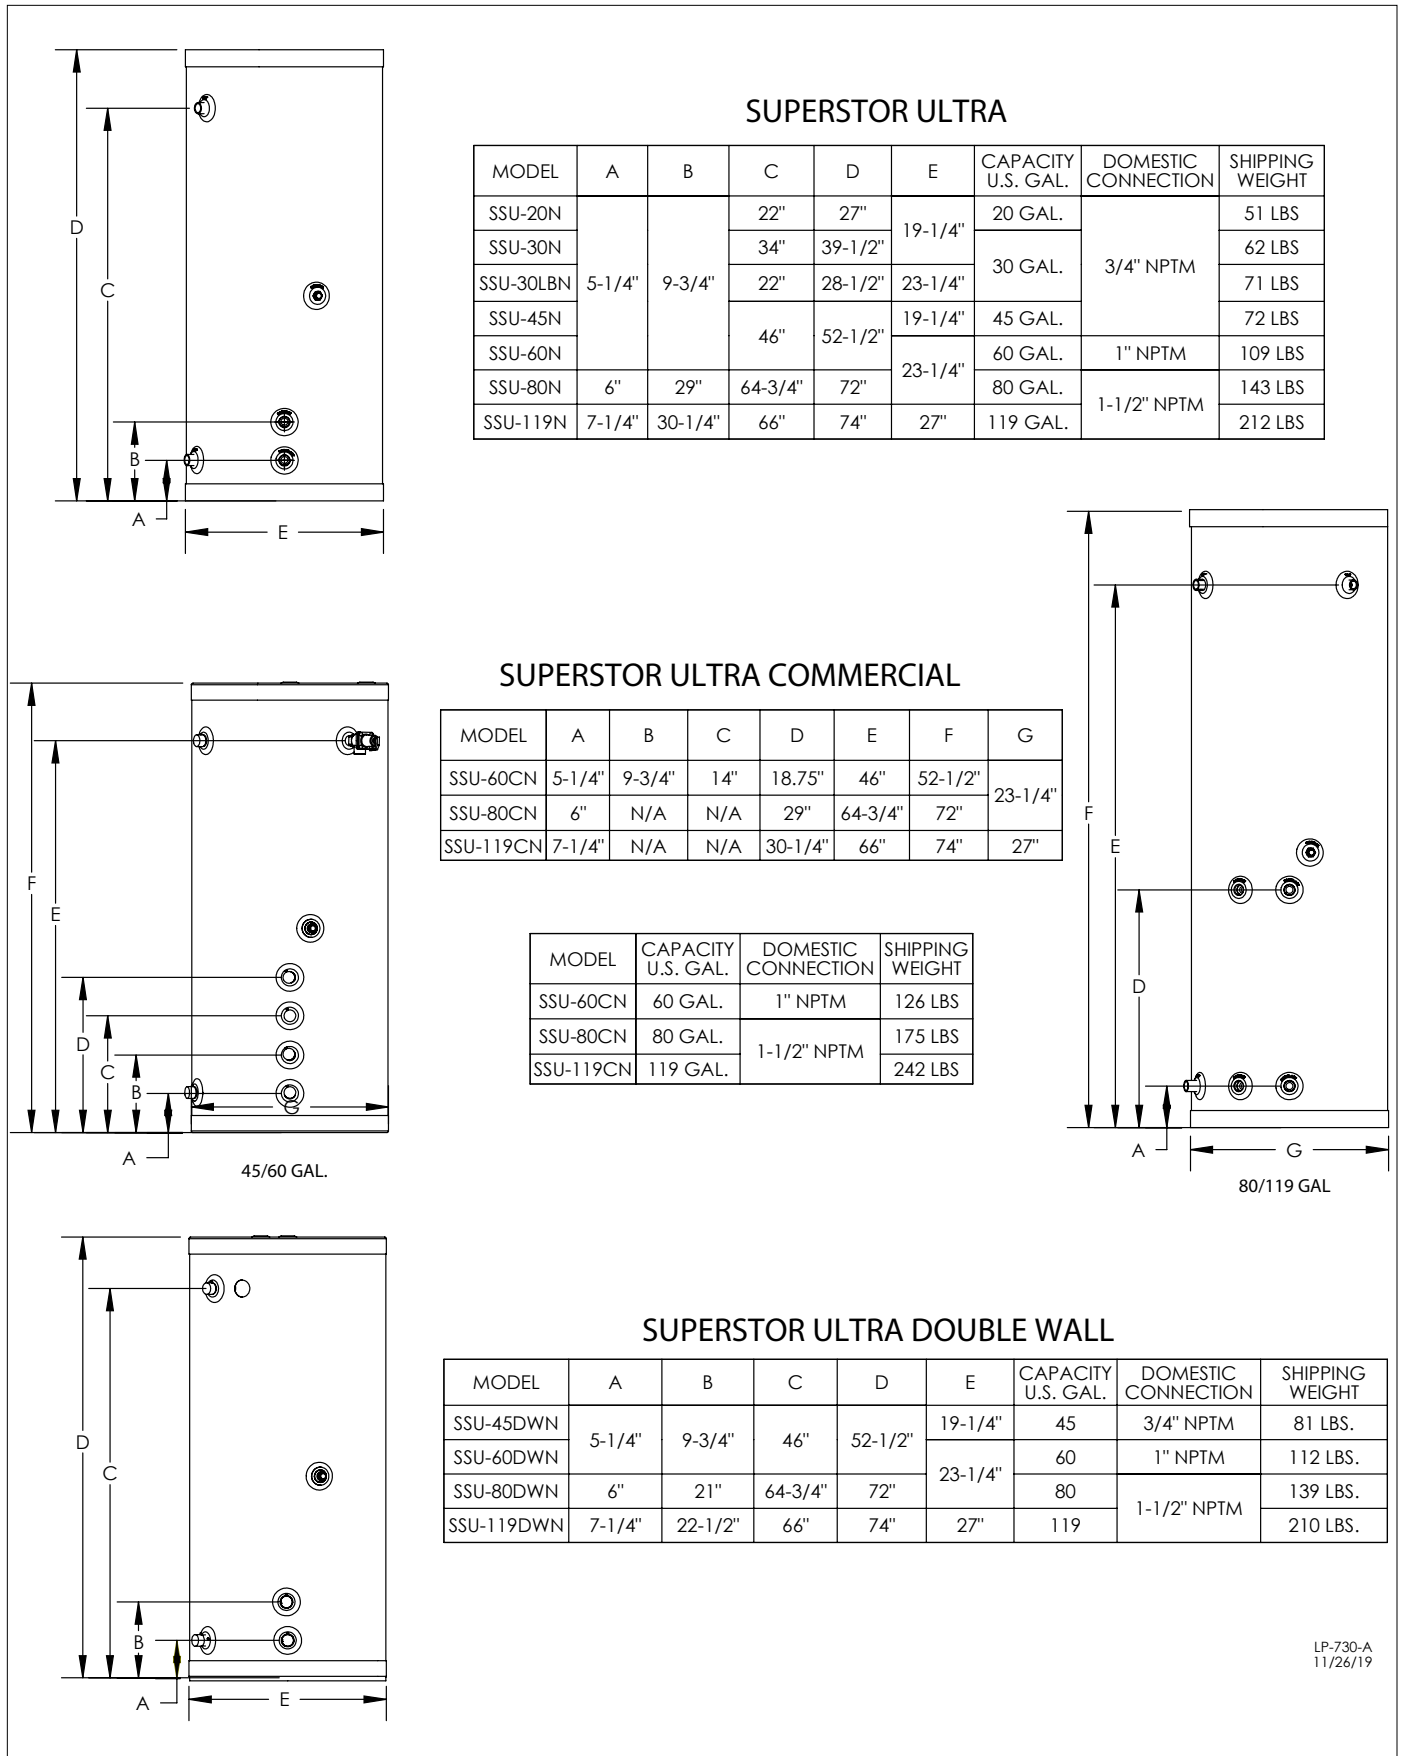 SUPERSTOR ULTRA
MODEL A B C D E CAPACITY U.S. GAL. DOMESTIC CONNECTION SHIPPING WEIGHT
SSU-20N 5-1/4" 9-3/4" 22" 27" 19-1/4" 20 GAL. 3/4" NPTM 51 LBS
SSU-30N 34" 39-1/2" 30 GAL. 62 LBS
SSU-30LBN 22" 28-1/2" 23-1/4" 71 LBS
SSU-45N 46" 52-1/2" 19-1/4" 45 GAL. 72 LBS
SSU-60N 23-1/4" 60 GAL. 1" NPTM 109 LBS
SSU-80N 6" 29" 64-3/4" 72" 80 GAL. 1-1/2" NPTM 143 LBS
SSU-119N 7-1/4" 30-1/4" 66" 74" 27" 119 GAL. 212 LBS
D
C
B
A
E
SUPERSTOR ULTRA COMMERCIAL
MODEL A B C D E F G
SSU-60CN 5-1/4" 9-3/4" 14" 18.75" 46" 52-1/2" 23-1/4"
SSU-80CN 6" N/A N/A 29" 64-3/4" 72"
SSU-119CN 7-1/4" N/A N/A 30-1/4" 66" 74" 27"
MODEL CAPACITY U.S. GAL. DOMESTIC CONNECTION SHIPPING WEIGHT
SSU-60CN 60 GAL. 1" NPTM 126 LBS
SSU-80CN 80 GAL. 1-1/2" NPTM 175 LBS
SSU-119CN 119 GAL. 242 LBS
F
E
D
C
B
A
G
45/60 GAL.
F
E
D
A
G
80/119 GAL
SUPERSTOR ULTRA DOUBLE WALL
MODEL A B C D E CAPACITY U.S. GAL. DOMESTIC CONNECTION SHIPPING WEIGHT
SSU-45DWN 5-1/4" 9-3/4" 46" 52-1/2" 19-1/4" 45 3/4" NPTM 81 LBS.
SSU-60DWN 23-1/4" 60 1" NPTM 112 LBS.
SSU-80DWN 6" 21" 64-3/4" 72" 80 1-1/2" NPTM 139 LBS.
SSU-119DWN 7-1/4" 22-1/2" 66" 74" 27" 119 210 LBS.
D
C
B
A
E
LP-730-A
11/26/19